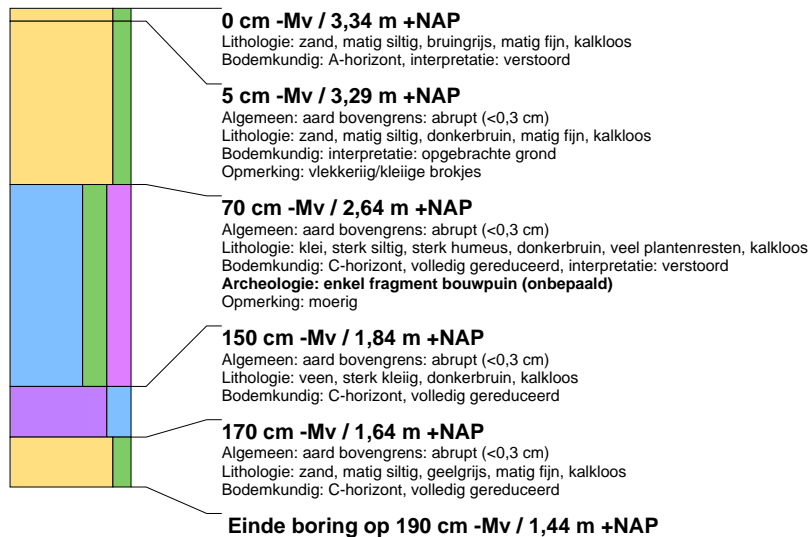 0 cm -Mv / 3,34 m +NAP
Lithologie: zand, matig siltig, bruingrijs, matig fijn, kalkloos
Bodemkundig: A-horizont, interpretatie: verstoord
5 cm -Mv / 3,29 m +NAP
Algemeen: aard bovengrens: abrupt (<0,3 cm)
Lithologie: zand, matig siltig, donkerbruin, matig fijn, kalkloos
Bodemkundig: interpretatie: opgebrachte grond
Opmerking: vlekkeriig/kleiige brokjes
70 cm -Mv / 2,64 m +NAP
Algemeen: aard bovengrens: abrupt (<0,3 cm)
Lithologie: klei, sterk siltig, sterk humeus, donkerbruin, veel plantenresten, kalkloos
Bodemkundig: C-horizont, volledig gereduceerd, interpretatie: verstoord
Archeologie: enkel fragment bouwpuin (onbepaald)
Opmerking: moerig
150 cm -Mv / 1,84 m +NAP
Algemeen: aard bovengrens: abrupt (<0,3 cm)
Lithologie: veen, sterk kleiig, donkerbruin, kalkloos
Bodemkundig: C-horizont, volledig gereduceerd
170 cm -Mv / 1,64 m +NAP
Algemeen: aard bovengrens: abrupt (<0,3 cm)
Lithologie: zand, matig siltig, geelgrijs, matig fijn, kalkloos
Bodemkundig: C-horizont, volledig gereduceerd
Einde boring op 190 cm -Mv / 1,44 m +NAP